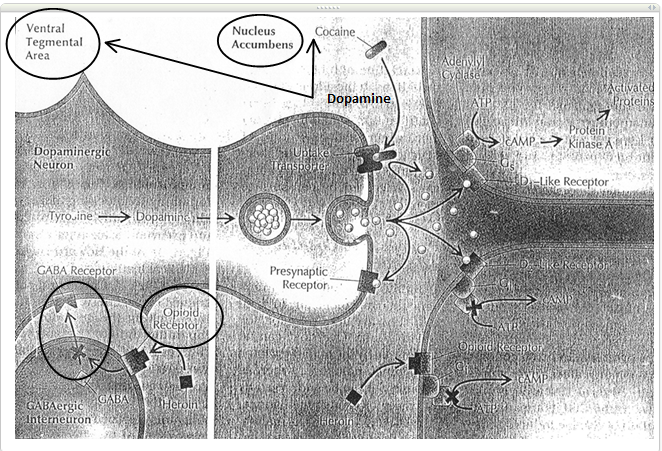 Ventral
Tegmental
Area
Nucleus
Accumbens
Cocaine
Dopamine
Adenylyl
Cyclase
ATP
cAMP
Protein
Kinase A
Activated
Proteins
Dopaminergic
Neuron
Uptake
Transporter
Gs
D1-Like Receptor
Tyrosine
Dopamine
GABA Receptor
Presynaptic
Receptor
-Like Receptor
cAMP
ATP
Opioid
Receptor
Opioid Receptor
GABA
Heroin
GABAergic
Interneuron
Heroin
cAMP
ATP